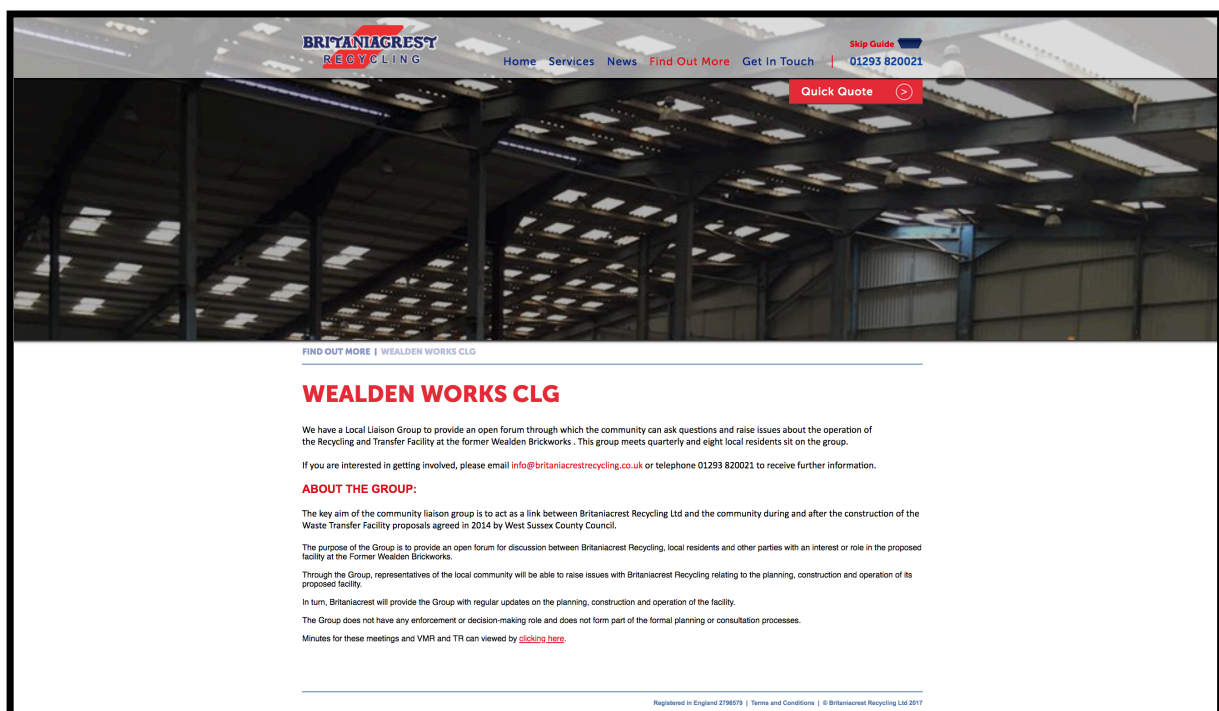 BRITANIACREST
RECYCLING
Skip Guide
Home Services News Find Out More Get In Touch | 01293 820021
Quick Quote >
FIND OUT MORE | WEALDEN WORKS CLG
WEALDEN WORKS CLG
We have a Local Liaison Group to provide an open forum through which the community can ask questions and raise issues about the operation of
the Recycling and Transfer Facility at the former Wealden Brickworks . This group meets quarterly and eight local residents sit on the group.
If you are interested in getting involved, please email info@britaniacrestrecycling.co.uk or telephone 01293 820021 to receive further information.
ABOUT THE GROUP:
The key aim of the community liaison group is to act as a link between Britaniacrest Recycling Ltd and the community during and after the construction of the
Waste Transfer Facility proposals agreed in 2014 by West Sussex County Council.
The purpose of the Group is to provide an open forum for discussion between Britaniacrest Recycling, local residents and other parties with an interest or role in the proposed
facility at the Former Wealden Brickworks.
Through the Group, representatives of the local community will be able to raise issues with Britaniacrest Recycling relating to the planning, construction and operation of its
proposed facility.
In turn, Britaniacrest will provide the Group with regular updates on the planning, construction and operation of the facility.
The Group does not have any enforcement or decision-making role and does not form part of the formal planning or consultation processes.
Minutes for these meetings and VMR and TR can viewed by clicking here.
Registered in England 2798579 | Terms and Conditions | © Britaniacrest Recycling Ltd 2017